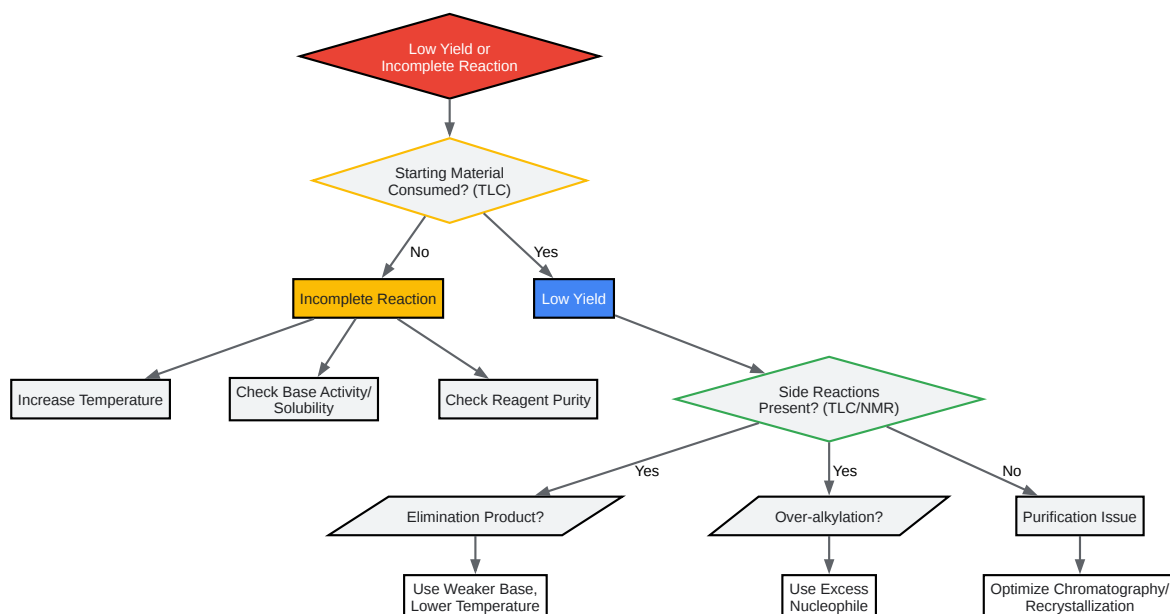 Low Yield or
Incomplete Reaction
Starting Material
Consumed? (TLC)
No
Yes
Incomplete Reaction
Low Yield
Increase Temperature
Check Base Activity/
Solubility
Check Reagent Purity
Side Reactions
Present? (TLC/NMR)
Yes
Yes
No
Elimination Product?
Over-alkylation?
Purification Issue
Use Weaker Base,
Lower Temperature
Use Excess
Nucleophile
Optimize Chromatography/
Recrystallization